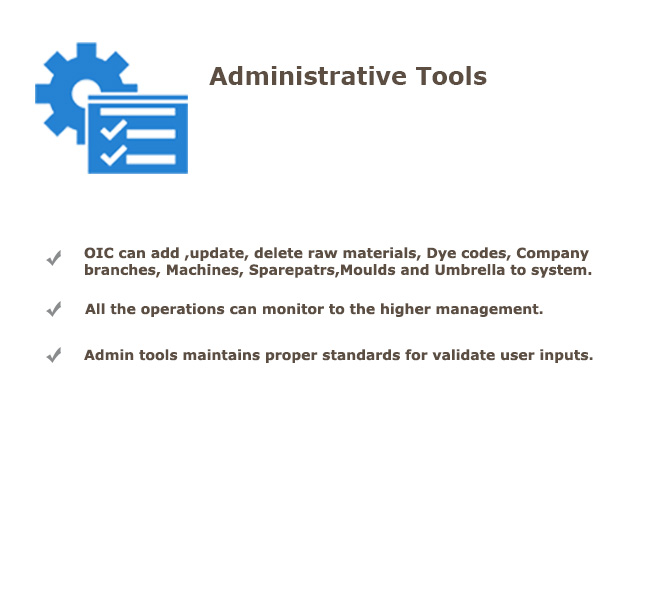 Administrative Tools
OIC can add ,update, delete raw materials, Dye codes, Company
branches, Machines, Sparepatrs,Moulds and Umbrella to system.
All the operations can monitor to the higher management.
Admin tools maintains proper standards for validate user inputs.